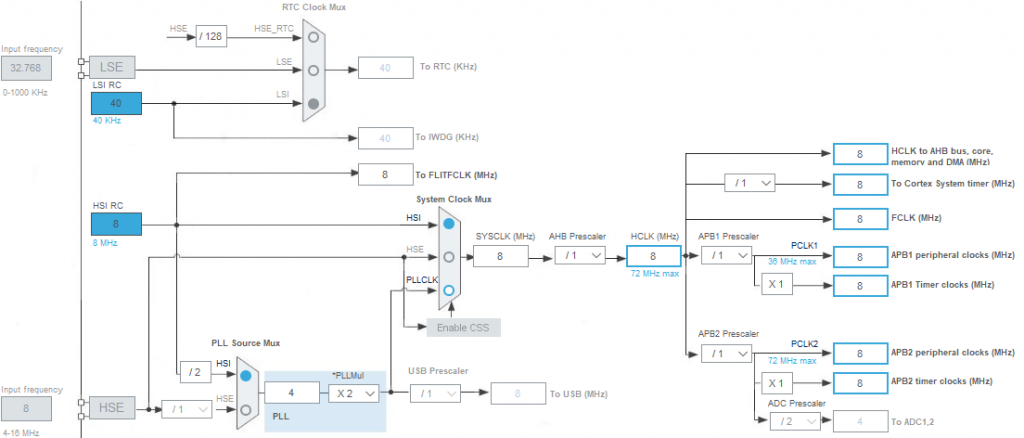 RTC Clock Mux
HSE
/ 128
HSE_RTC
Input frequency
32.768
0-1000 KHz
LSE
LSE
40
To RTC (KHz)
LSI RC
40
40 KHz
LSI
40
To IWDG (KHz)
8
To FLITFCLK (MHz)
System Clock Mux
HSI RC
8
8 MHz
HSI
HSE
PLLCLK
SYSCLK (MHz)
8
AHB Prescaler
/ 1
HCLK (MHz)
8
72 MHz max
Enable CSS
8
HCLK to AHB bus, core,
memory and DMA (MHz)
/ 1
8
To Cortex System timer (MHz)
8
FCLK (MHz)
APB1 Prescaler
/ 1
PCLK1
36 MHz max
8
APB1 peripheral clocks (MHz)
X 1
8
APB1 Timer clocks (MHz)
APB2 Prescaler
/ 1
PCLK2
72 MHz max
8
APB2 peripheral clocks (MHz)
X 1
8
APB2 timer clocks (MHz)
ADC Prescaler
/ 2
4
To ADC1,2
PLL Source Mux
/ 2
HSI
HSE
4
*PLLMul
X 2
PLL
USB Prescaler
/ 1
8
To USB (MHz)
Input frequency
8
4-16 MHz
HSE
/ 1